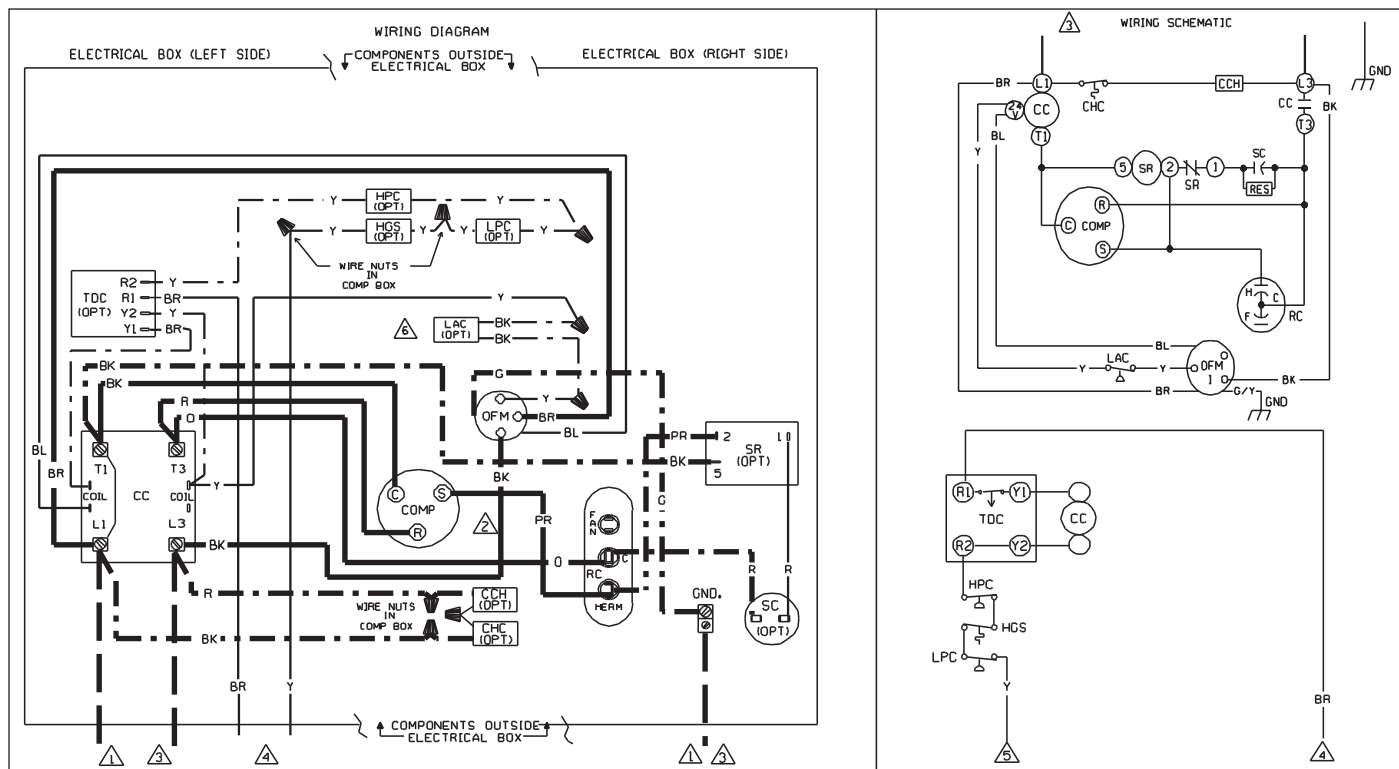 WIRING DIAGRAM
ELECTRICAL BOX (LEFT SIDE)
COMPONENTS OUTSIDE
ELECTRICAL BOX
ELECTRICAL BOX (RIGHT SIDE)
Y
HPC
(OPT)
Y
Y
HGS
(OPT)
Y
Y
LPC
(OPT)
Y
WIRE NUTS
IN
COMP BOX
TDC
(OPT)
R2
Y
R1
BR
Y2
Y
Y1
BR
Y
6
LAC
(OPT)
BK
BK
BK
BK
G
R
O
OFM
Y
BR
BL
BL
BR
T1
T3
COIL
CC
COIL
Y
L1
L3
BK
C
S
COMP
R
2
BK
PR
FAN
C
RC
HERM
O
PR
BK
2
1
SR
(OPT)
5
G
R
R
SC
(OPT)
GND.
R
BK
WIRE NUTS
IN
COMP BOX
CCH
(OPT)
CHC
(OPT)
BR
Y
COMPONENTS OUTSIDE
ELECTRICAL BOX
1
3
4
1
3
3
WIRING SCHEMATIC
GND
BR
L1
CHC
CCH
L3
24
V
CC
CC
BK
BL
T1
T3
Y
5
SR
2
SR
1
SC
RES
R
C
COMP
S
H
C
F
RC
BL
LAC
Y
Y
OFM
1
BR
G/Y
BK
GND
R1
Y1
TDC
CC
R2
Y2
HPC
HGS
LPC
Y
BR
5
4